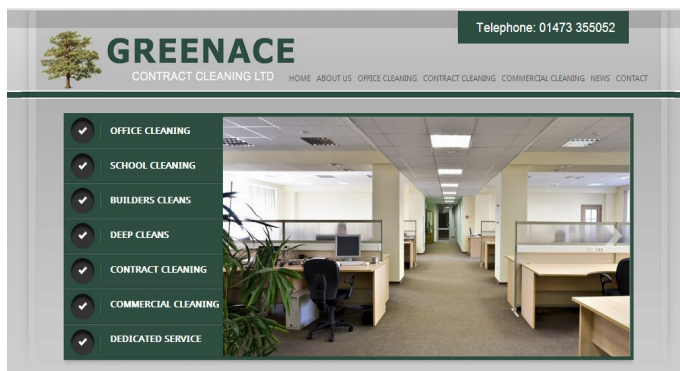 Telephone: 01473 355052
GREENACE
CONTRACT CLEANING LTD
HOME ABOUT US OFFICE CLEANING CONTRACT CLEANING COMMERCIAL CLEANING NEWS CONTACT
OFFICE CLEANING
SCHOOL CLEANING
BUILDERS CLEANS
DEEP CLEANS
CONTRACT CLEANING
COMMERCIAL CLEANING
DEDICATED SERVICE